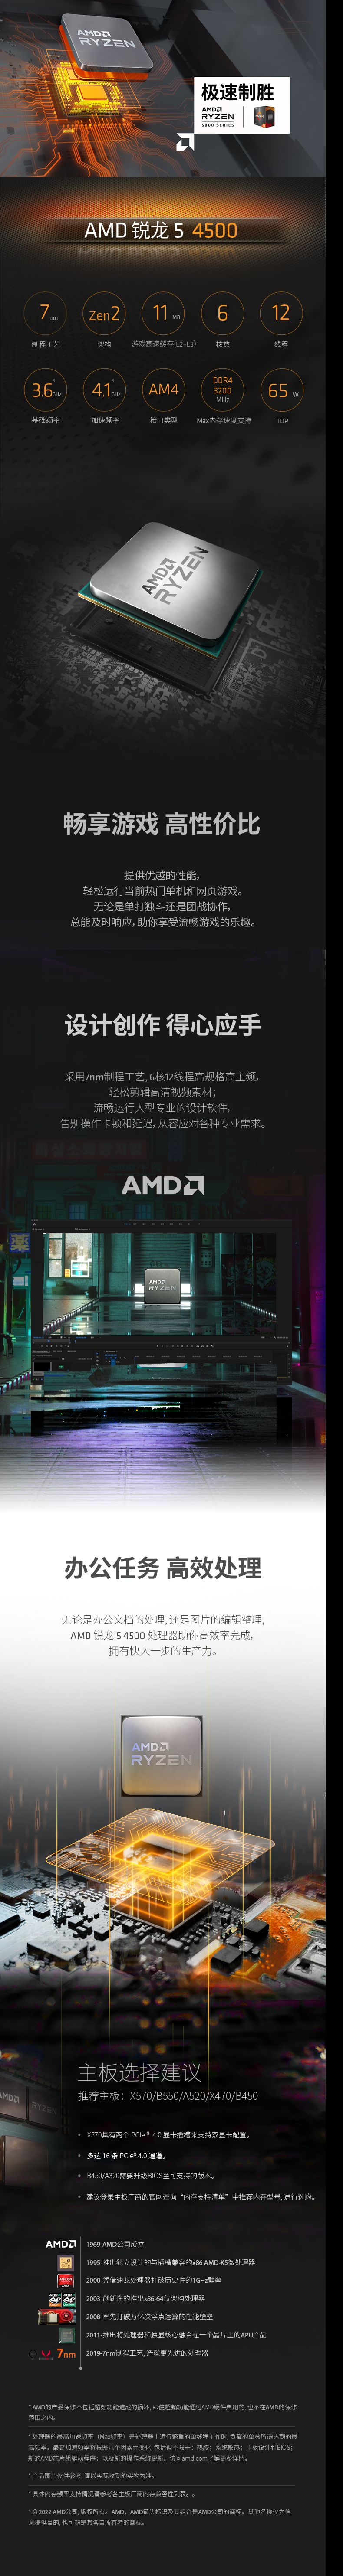 AMD
RYZEN
极速制胜
AMD
RYZEN
5000 SERIES
AMD 锐龙 5 4500
7 nm
Zen2
11 MB
6
12
制程工艺
架构
游戏高速缓存(L2+L3)
核数
线程
3.6 GHz
4.1 GHz
AM4
DDR4
3200
MHz
65 W
基础频率
加速频率
接口类型
Max内存速度支持
TDP
AMD
RYZEN
畅享游戏 高性价比
提供优越的性能，
轻松运行当前热门单机和网页游戏。
无论是单打独斗还是团战协作，
总能及时响应，助你享受流畅游戏的乐趣。
设计创作 得心应手
采用7nm制程工艺，6核12线程高规格高主频，
轻松剪辑高清视频素材；
流畅运行大型专业的设计软件，
告别操作卡顿和延迟，从容应对各种专业需求。
AMD
AMD
RYZEN
办公任务 高效处理
无论是办公文档的处理，还是图片的编辑整理，
AMD 锐龙 5 4500 处理器助你高效率完成，
拥有快人一步的生产力。
AMD
RYZEN
主板选择建议
推荐主板：X570/B550/A520/X470/B450
X570具有两个 PCIe® 4.0 显卡插槽来支持双显卡配置。
多达 16 条 PCIe® 4.0 通道。
B450/A320需要升级BIOS至可支持的版本。
建议登录主板厂商的官网查询“内存支持清单”中推荐内存型号，进行选购。
AMD
1969-AMD公司成立
1995-推出独立设计的与插槽兼容的x86 AMD-K5微处理器
2000-凭借速龙处理器打破历史性的1GHz壁垒
2003-创新性的推出x86-64位架构处理器
2008-率先打破万亿次浮点运算的性能壁垒
2011-推出将处理器和独显核心融合在一个晶片上的APU产品
7nm
2019-7nm制程工艺，造就更先进的处理器
* AMD的产品保修不包括超频功能造成的损坏，即使超频功能通过AMD硬件启用的，也不在AMD的保修
范围之内。
* 处理器的最高加速频率（Max频率）是处理器上运行繁重的单线程工作时，负载的单核所能达到的最
高频率。最高加速频率将根据几个因素而变化，包括但不限于：热胶；系统散热；主板设计和BIOS；
新的AMD芯片组驱动程序；以及新的操作系统更新。访问amd.com了解更多详情。
* 产品图片仅供参考，请以实际收到的实物为准。
* 具体内存频率支持情况请参考各主板厂商内存兼容性列表。。
* © 2022 AMD公司，版权所有。AMD，AMD箭头标识及其组合是AMD公司的商标。其他名称仅为信
息提供目的，也可能是其各自所有者的商标。